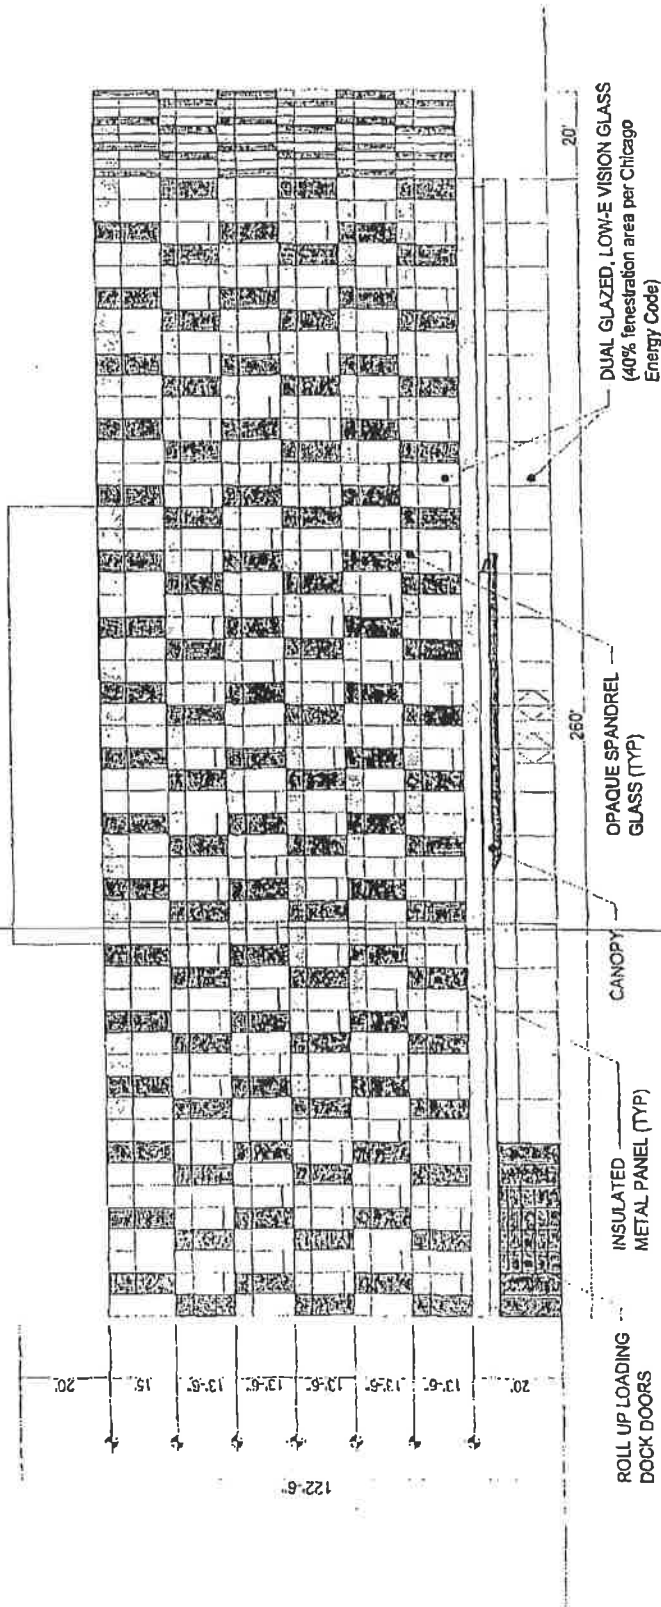 20'
15'
13'-6"
13'-6"
13'-6"
13'-6"
13'-6"
20'
122'-6"
20'
260'
ROLL UP LOADING
DOCK DOORS
INSULATED
METAL PANEL (TYP)
CANOPY
OPAQUE SPANDREL
GLASS (TYP)
DUAL GLAZED, LOW-E VISION GLASS
(40% fenestration area per Chicago
Energy Code)